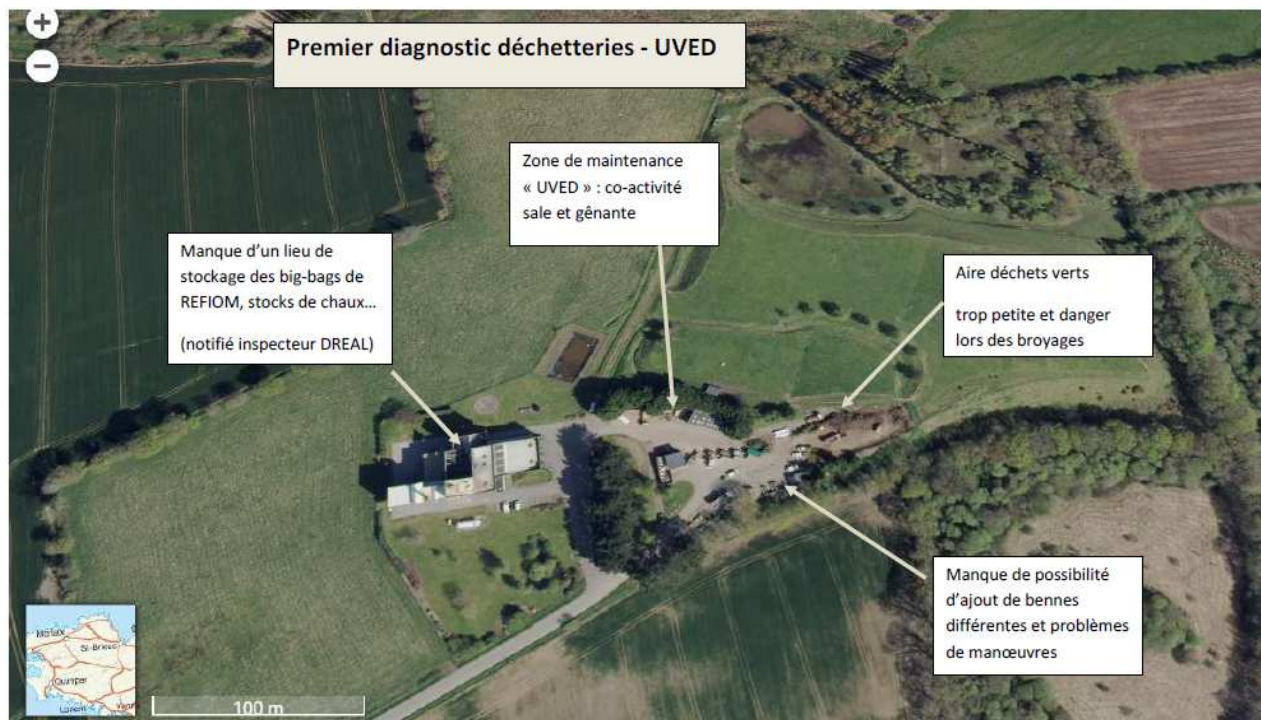 +
−
Premier diagnostic déchetteries - UVED
Zone de maintenance
« UVED » : co-activité
sale et gênante
Manque d'un lieu de
stockage des big-bags de
REFIOM, stocks de chaux…
(notifié inspecteur DREAL)
Aire déchets verts
trop petite et danger
lors des broyages
Manque de possibilité
d'ajout de bennes
différentes et problèmes
de manœuvres
Morlaix
St-Brieuc
Quimper
Lorient
100 m